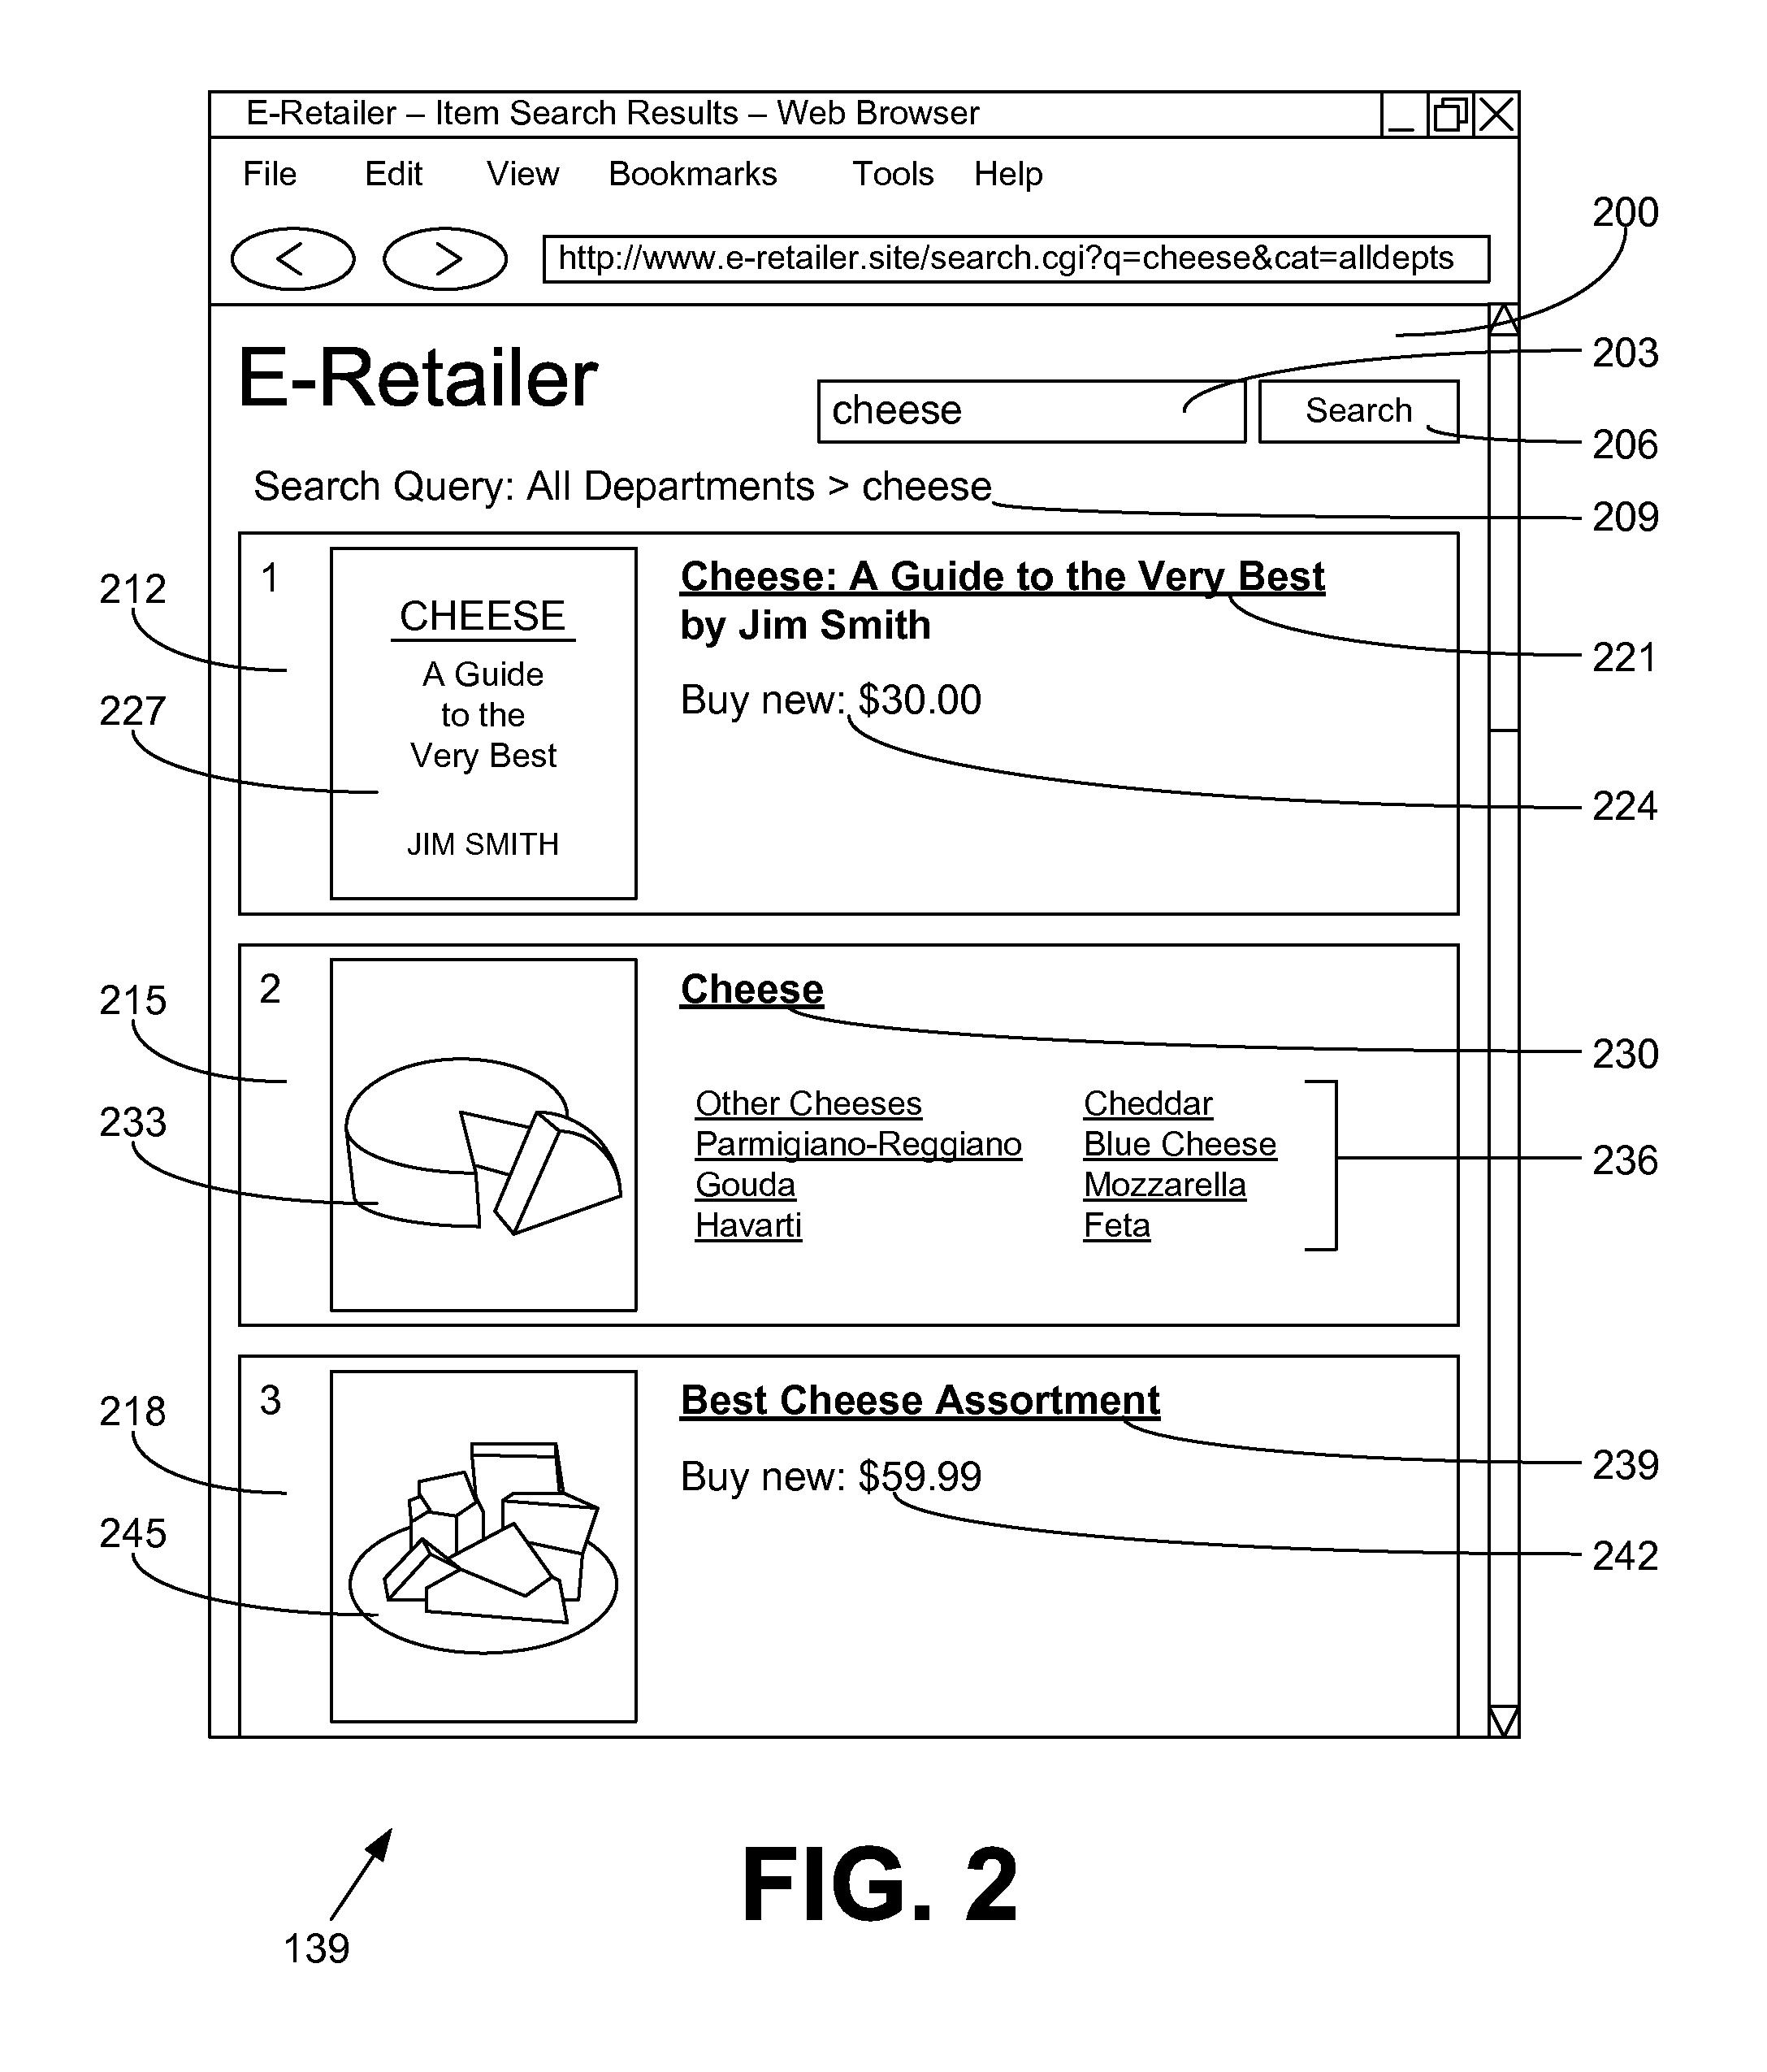 E-Retailer – Item Search Results – Web Browser
File Edit View Bookmarks Tools Help
200
< > http://www.e-retailer.site/search.cgi?q=cheese&cat=alldepts
203
E-Retailer
cheese Search
206
Search Query: All Departments > cheese
209
212
1
CHEESE
A Guide
to the
Very Best
JIM SMITH
227
Cheese: A Guide to the Very Best
by Jim Smith
221
Buy new: $30.00
224
215
2
233
Cheese
230
Other Cheeses Cheddar
Parmigiano-Reggiano Blue Cheese
236
Gouda Mozzarella
Havarti Feta
218
3
245
Best Cheese Assortment
239
Buy new: $59.99
242
139
FIG. 2